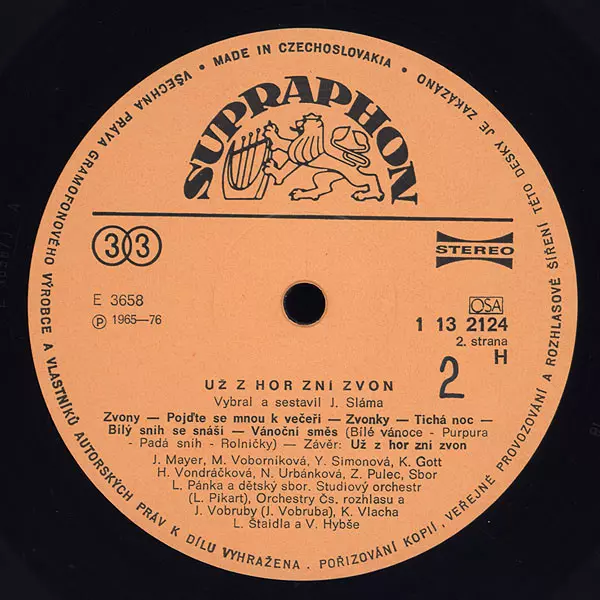 • MADE IN CZECHOSLOVAKIA •
VŠECHNA PRÁVA GRAMOFONOVÉHO VÝROBCE A VLASTNÍKŮ AUTORSKÝCH PRÁV K DÍLU VYHRAŽENA. POŘIZOVÁNÍ KOPIÍ, VEŘEJNÉ PROVOZOVÁNÍ A ROZHLASOVÉ ŠÍŘENÍ TÉTO DESKY JE ZAKÁZÁNO
SUPRAPHON
33
STEREO
E 3658
Ⓟ 1965—76
OSA
1 13 2124
2. strana
H
2
UŽ Z HOR ZNÍ ZVON
Vybral a sestavil J. Sláma
Zvony — Pojďte se mnou k večeři — Zvonky — Tichá noc —
Bílý sníh se snáší — Vánoční směs (Bílé vánoce - Purpura
- Padá sníh - Rolničky) — Závěr: Už z hor zní zvon
J. Mayer, M. Voborníková, Y. Simonová, K. Gott
H. Vondráčková, N. Urbánková, Z. Pulec, Sbor
L. Pánka a dětský sbor. Studiový orchestr
(L. Pikart), Orchestry Čs. rozhlasu a
J. Vobruby (J. Vobruba), K. Vlacha
L. Štaidla a V. Hybše